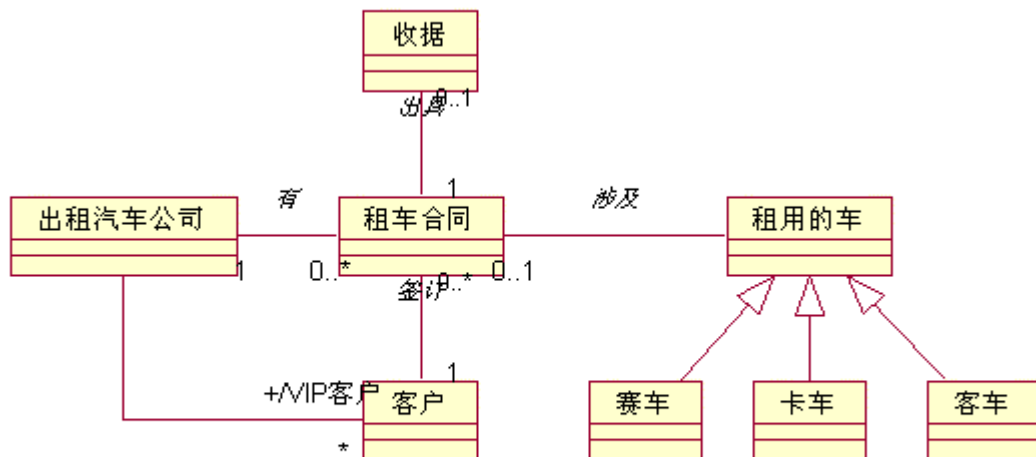 收据
出具 0..1
1
出租汽车公司 有 租车合同 涉及 租用的车
1 0..* 签订 0..* 0..1
1
+/VIP客户 客户 赛车 卡车 客车
*